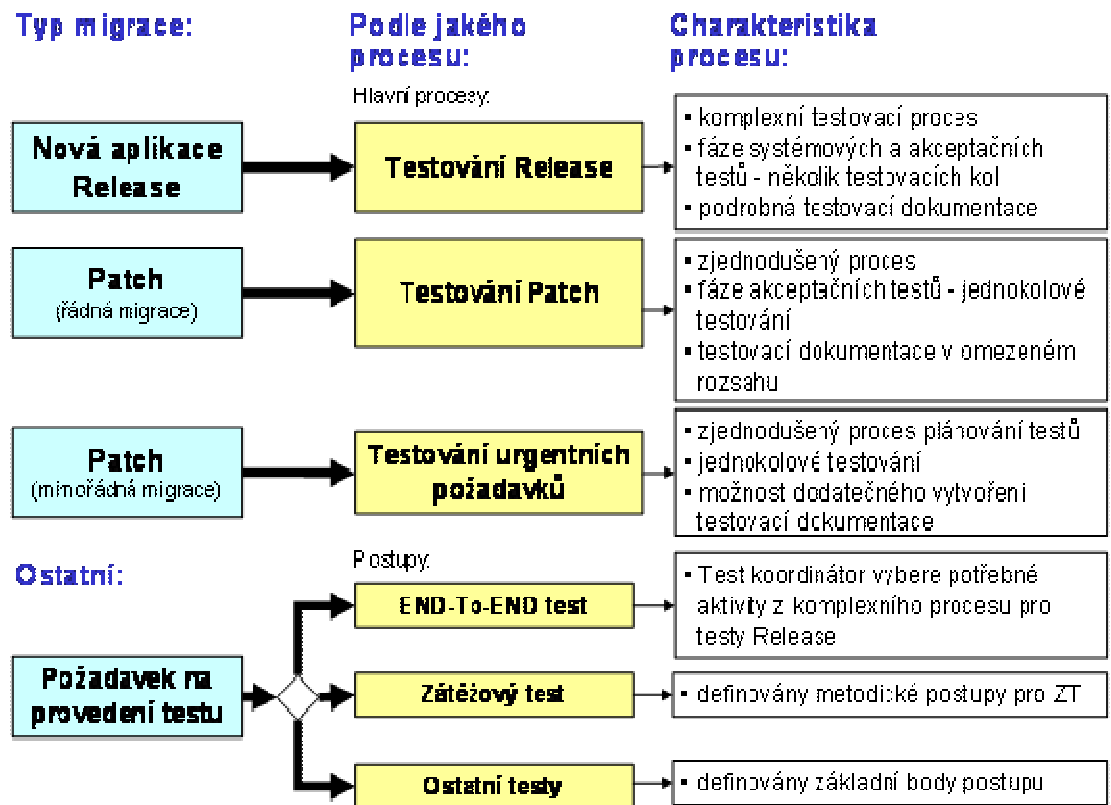 Typ migrace:
Podle jakého
procesu:
Charakteristika
procesu:
Hlavní procesy:
Nová aplikace
Release
Testování Release
▪ komplexní testovací proces
▪ fáze systémových a akceptačních
testů - několik testovacích kol
▪ podrobná testovací dokumentace
Patch
(řádná migrace)
Testování Patch
▪ zjednodušený proces
▪ fáze akceptačních testů - jednokolové
testování
▪ testovací dokumentace v omezeném
rozsahu
Patch
(mimořádná migrace)
Testování urgentních
požadavků
▪ zjednodušený proces plánování testů
▪ jednokolové testování
▪ možnost dodatečného vytvoření
testovací dokumentace
Ostatní:
Postupy:
Požadavek na
provedení testu
END-To-END test
▪ Test koordinátor vybere potřebné
aktivity z komplexního procesu pro
testy Release
Zátěžový test
▪ definovány metodické postupy pro ZT
Ostatní testy
▪ definovány základní body postupu